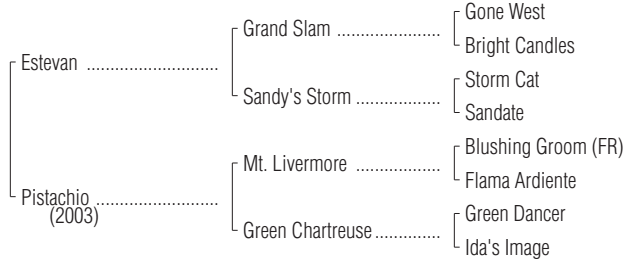 Gone West
Grand Slam ......................
Bright Candles
Estevan ............................
Storm Cat
Sandy's Storm ..................
Sandate
Blushing Groom (FR)
Mt. Livermore ..................
Flama Ardiente
Pistachio ..........................
(2003)
Green Dancer
Green Chartreuse..............
Ida's Image